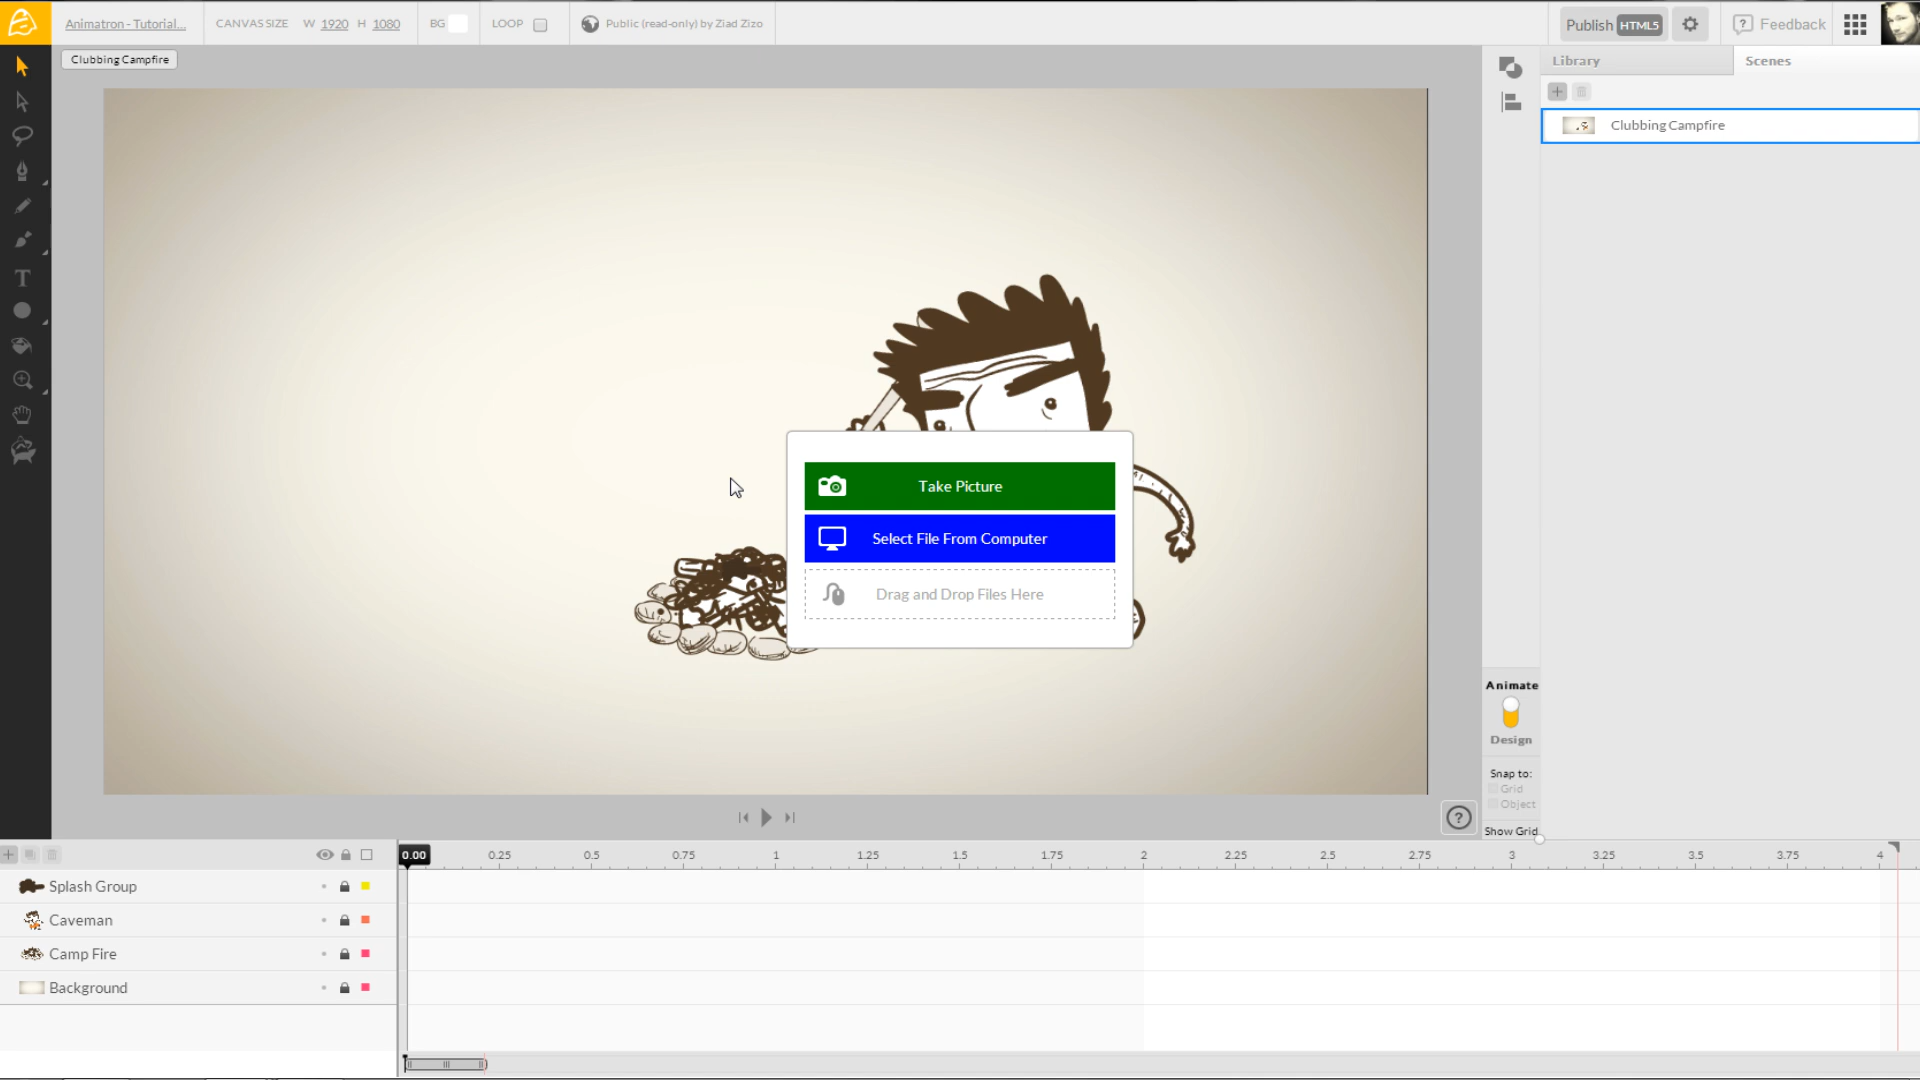 Animatron - Tutorial... CANVAS SIZE W 1920 H 1080 BG LOOP Public (read-only) by Ziad Zizo Publish HTML5 Feedback
Clubbing Campfire
Library Scenes
Clubbing Campfire
Take Picture
Select File From Computer
Drag and Drop Files Here
Animate
Design
Snap to:
Grid
Object
Show Grid
0.00 0.25 0.5 0.75 1 1.25 1.5 1.75 2 2.25 2.5 2.75 3 3.25 3.5 3.75 4
Splash Group
Caveman
Camp Fire
Background